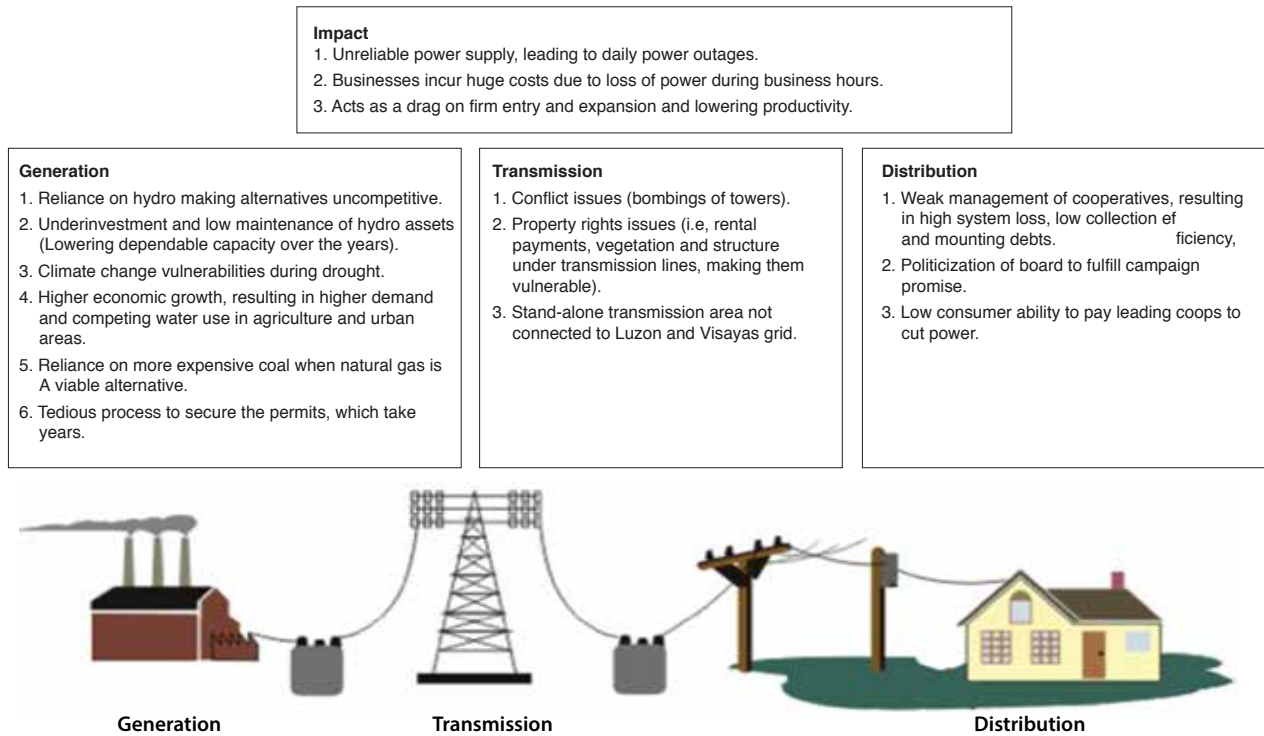 Impact
1. Unreliable power supply, leading to daily power outages.
2. Businesses incur huge costs due to loss of power during business hours.
3. Acts as a drag on firm entry and expansion and lowering productivity.
Generation
1. Reliance on hydro making alternatives uncompetitive.
2. Underinvestment and low maintenance of hydro assets
(Lowering dependable capacity over the years).
3. Climate change vulnerabilities during drought.
4. Higher economic growth, resulting in higher demand
and competing water use in agriculture and urban
areas.
5. Reliance on more expensive coal when natural gas is
A viable alternative.
6. Tedious process to secure the permits, which take
years.
Transmission
1. Conflict issues (bombings of towers).
2. Property rights issues (i.e, rental
payments, vegetation and structure
under transmission lines, making them
vulnerable).
3. Stand-alone transmission area not
connected to Luzon and Visayas grid.
Distribution
1. Weak management of cooperatives, resulting
in high system loss, low collection ef
and mounting debts. ficiency,
2. Politicization of board to fulfill campaign
promise.
3. Low consumer ability to pay leading coops to
cut power.
Generation
Transmission
Distribution